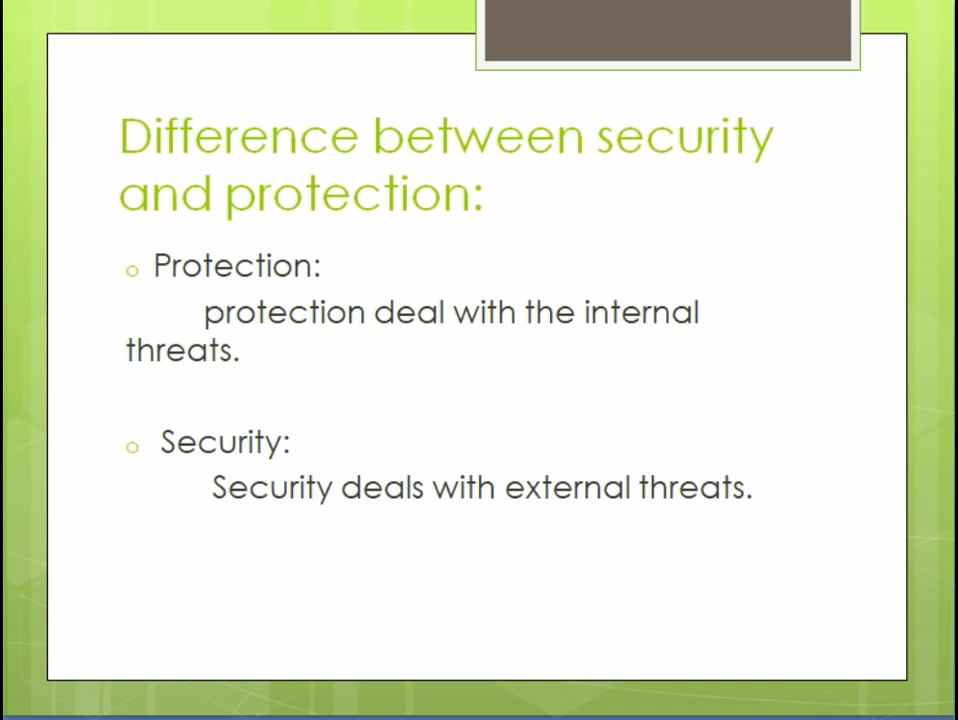 Difference between security
and protection:
Protection:
protection deal with the internal
threats.
Security:
Security deals with external threats.